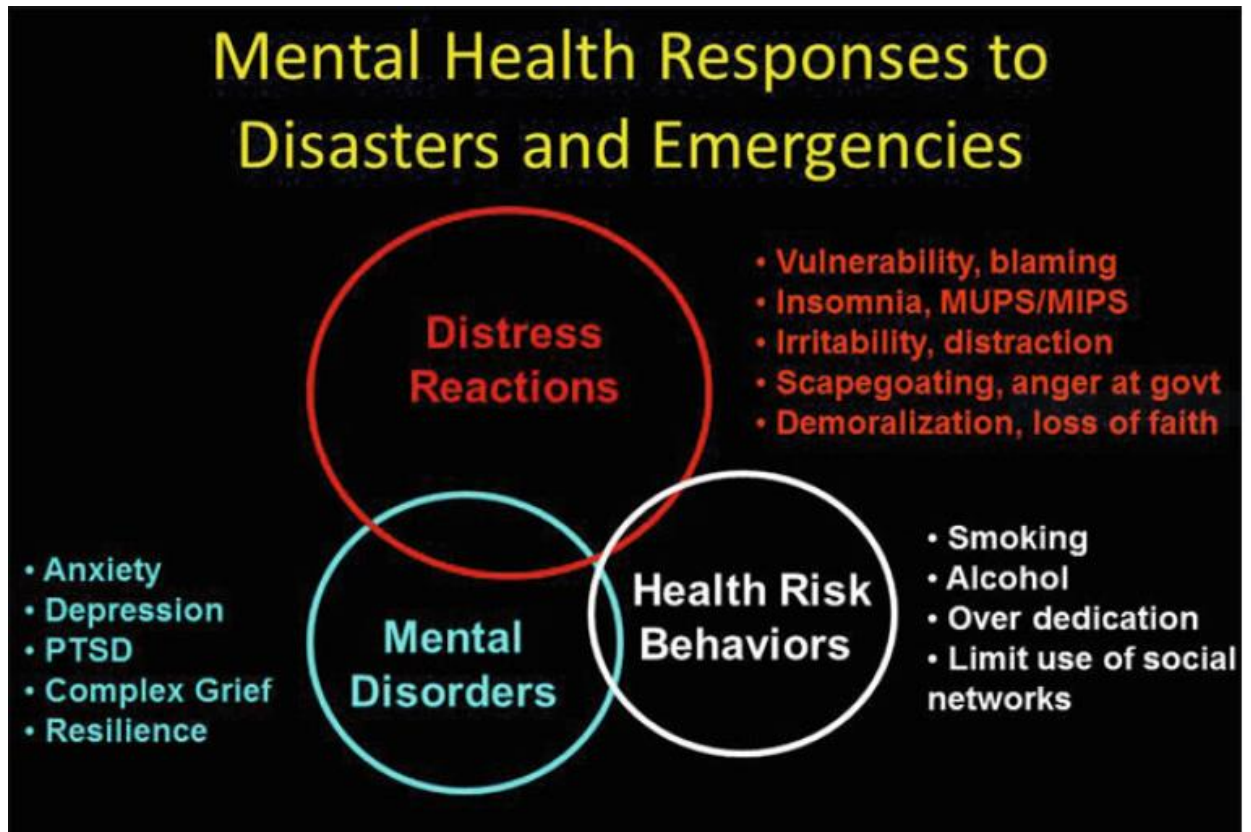 Mental Health Responses to
Disasters and Emergencies
Distress
Reactions
• Vulnerability, blaming
• Insomnia, MUPS/MIPS
• Irritability, distraction
• Scapegoating, anger at govt
• Demoralization, loss of faith
Mental
Disorders
• Anxiety
• Depression
• PTSD
• Complex Grief
• Resilience
Health Risk
Behaviors
• Smoking
• Alcohol
• Over dedication
• Limit use of social
networks